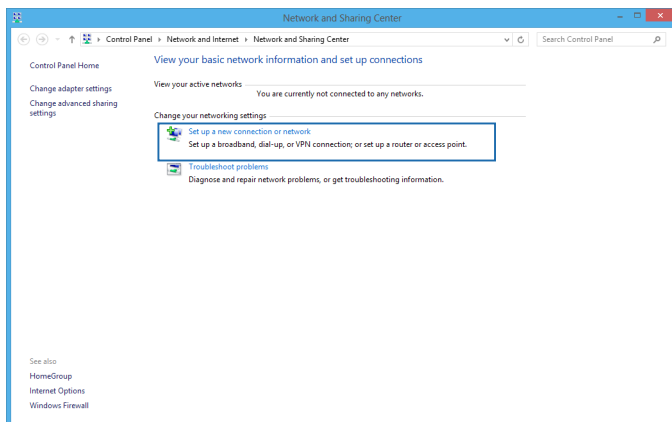 Network and Sharing Center
Control Panel Network and Internet Network and Sharing Center
Search Control Panel
Control Panel Home
Change adapter settings
Change advanced sharing
settings
View your basic network information and set up connections
View your active networks
You are currently not connected to any networks.
Change your networking settings
Set up a new connection or network
Set up a broadband, dial-up, or VPN connection; or set up a router or access point.
Troubleshoot problems
Diagnose and repair network problems, or get troubleshooting information.
See also
HomeGroup
Internet Options
Windows Firewall